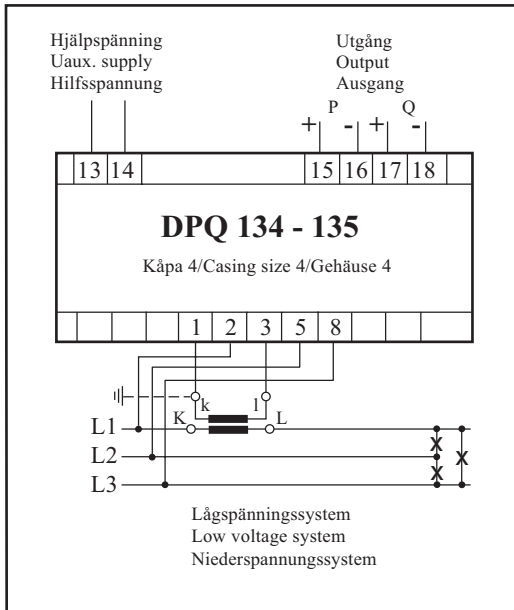 Hjälpspänning
Uaux. supply
Hilfsspannung
Utgång
Output
Ausgang
P Q
+ - + -
13 14 15 16 17 18
DPQ 134 - 135
Kåpa 4/Casing size 4/Gehäuse 4
1 2 3 5 8
k l
K L
L1
L2
L3
x x x
Lågspänningssystem
Low voltage system
Niederspannungssystem